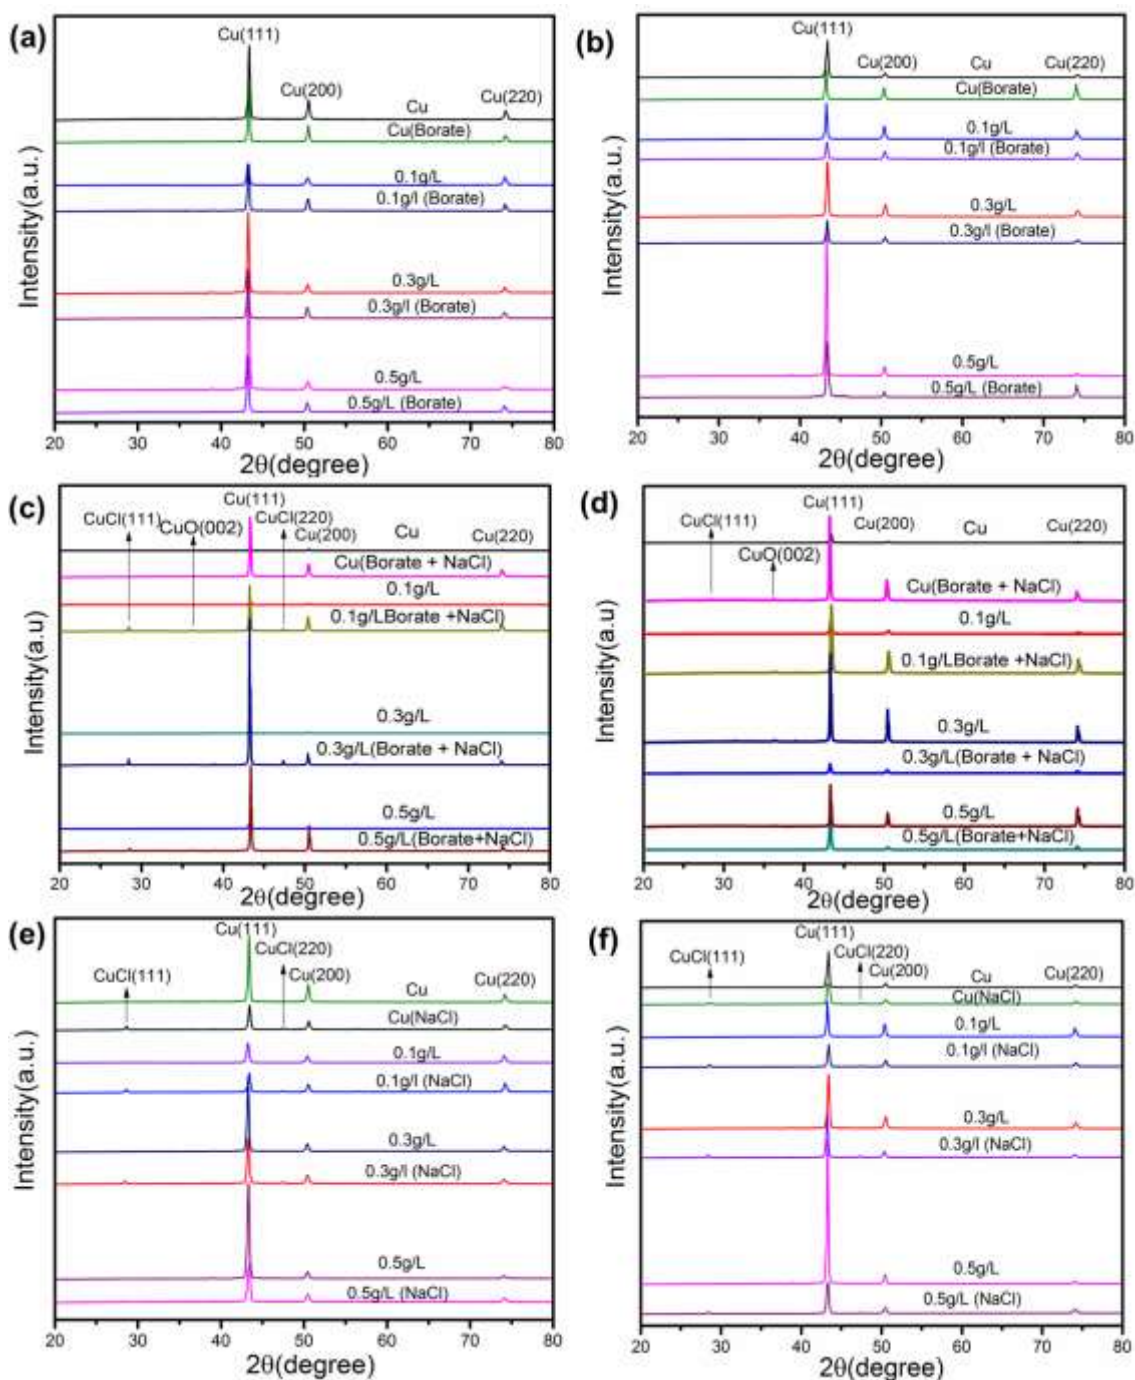 (a)
Cu(111)
Cu(200)
Cu
Cu(220)
Cu(Borate)
0.1g/L
0.1g/l (Borate)
0.3g/L
0.3g/l (Borate)
0.5g/L
0.5g/L (Borate)
Intensity(a.u.)
20 30 40 50 60 70 80
2θ(degree)
(b)
Cu(111)
Cu(200)
Cu
Cu(220)
Cu(Borate)
0.1g/L
0.1g/l (Borate)
0.3g/L
0.3g/l (Borate)
0.5g/L
0.5g/L (Borate)
Intensity(a.u.)
20 30 40 50 60 70 80
2θ(degree)
(c)
Cu(111)
CuCl(111)
CuO(002)
CuCl(220)
Cu(200)
Cu
Cu(220)
Cu(Borate + NaCl)
0.1g/L
0.1g/LBorate +NaCl)
0.3g/L
0.3g/L(Borate + NaCl)
0.5g/L
0.5g/L(Borate+NaCl)
Intensity(a.u)
20 30 40 50 60 70 80
2θ(degree)
(d)
Cu(111)
CuCl(111)
CuO(002)
Cu(200)
Cu
Cu(220)
Cu(Borate + NaCl)
0.1g/L
0.1g/LBorate +NaCl)
0.3g/L
0.3g/L(Borate + NaCl)
0.5g/L
0.5g/L(Borate+NaCl)
Intensity(a.u)
20 30 40 50 60 70 80
2θ(degree)
(e)
Cu(111)
CuCl(111)
CuCl(220)
Cu(200)
Cu
Cu(220)
Cu(NaCl)
0.1g/L
0.1g/l (NaCl)
0.3g/L
0.3g/l (NaCl)
0.5g/L
0.5g/L (NaCl)
Intensity(a.u.)
20 30 40 50 60 70 80
2θ(degree)
(f)
Cu(111)
CuCl(111)
CuCl(220)
Cu(200)
Cu
Cu(220)
Cu(NaCl)
0.1g/L
0.1g/l (NaCl)
0.3g/L
0.3g/l (NaCl)
0.5g/L
0.5g/L (NaCl)
Intensity(a.u.)
20 30 40 50 60 70 80
2θ(degree)